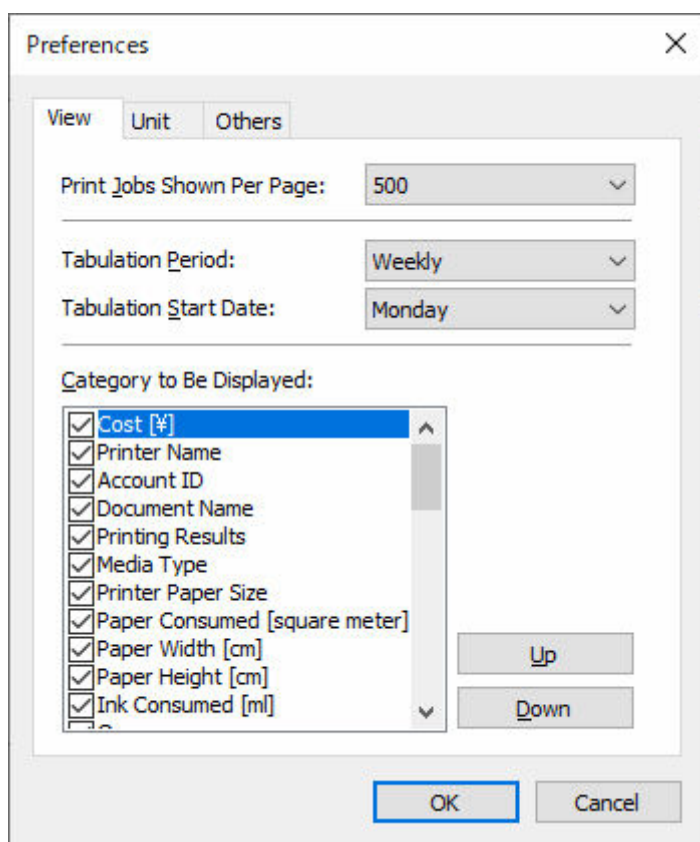 Preferences
View Unit Others
Print Jobs Shown Per Page: 500
Tabulation Period: Weekly
Tabulation Start Date: Monday
Category to Be Displayed:
Cost [¥]
Printer Name
Account ID
Document Name
Printing Results
Media Type
Printer Paper Size
Paper Consumed [square meter]
Paper Width [cm]
Paper Height [cm]
Ink Consumed [ml]
Up
Down
OK Cancel